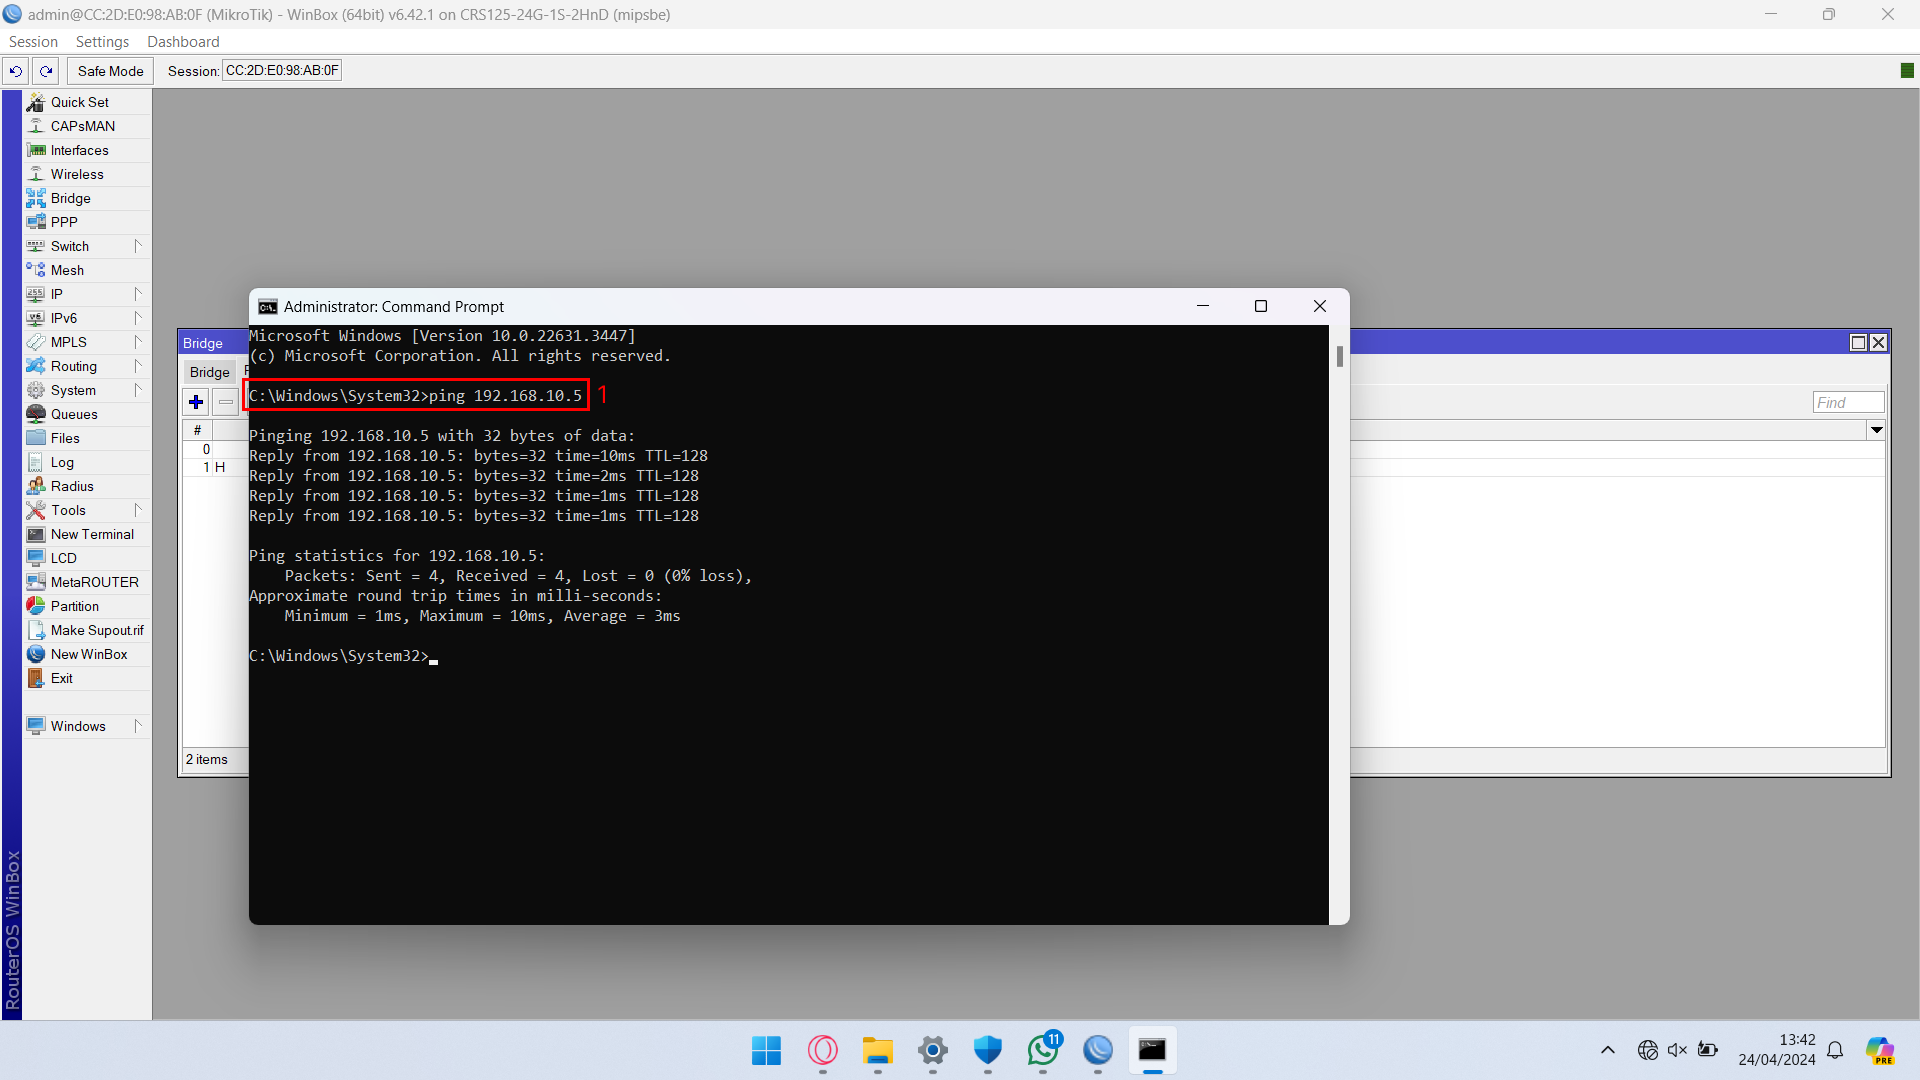 admin@CC:2D:E0:98:AB:0F (MikroTik) - WinBox (64bit) v6.42.1 on CRS125-24G-1S-2HnD (mipsbe)
Session Settings Dashboard
Safe Mode Session: CC:2D:E0:98:AB:0F
Quick Set
CAPsMAN
Interfaces
Wireless
Bridge
PPP
Switch
Mesh
IP
IPv6
MPLS
Routing
System
Queues
Files
Log
Radius
Tools
New Terminal
LCD
MetaROUTER
Partition
Make Supout.rif
New WinBox
Exit
Windows
RouterOS WinBox
Bridge
Bridge
Find
#
0
1 H
2 items
Administrator: Command Prompt
Microsoft Windows [Version 10.0.22631.3447]
(c) Microsoft Corporation. All rights reserved.
C:\Windows\System32>ping 192.168.10.5 1
Pinging 192.168.10.5 with 32 bytes of data:
Reply from 192.168.10.5: bytes=32 time=10ms TTL=128
Reply from 192.168.10.5: bytes=32 time=2ms TTL=128
Reply from 192.168.10.5: bytes=32 time=1ms TTL=128
Reply from 192.168.10.5: bytes=32 time=1ms TTL=128
Ping statistics for 192.168.10.5:
Packets: Sent = 4, Received = 4, Lost = 0 (0% loss),
Approximate round trip times in milli-seconds:
Minimum = 1ms, Maximum = 10ms, Average = 3ms
C:\Windows\System32>
11
13:42
24/04/2024
PRE